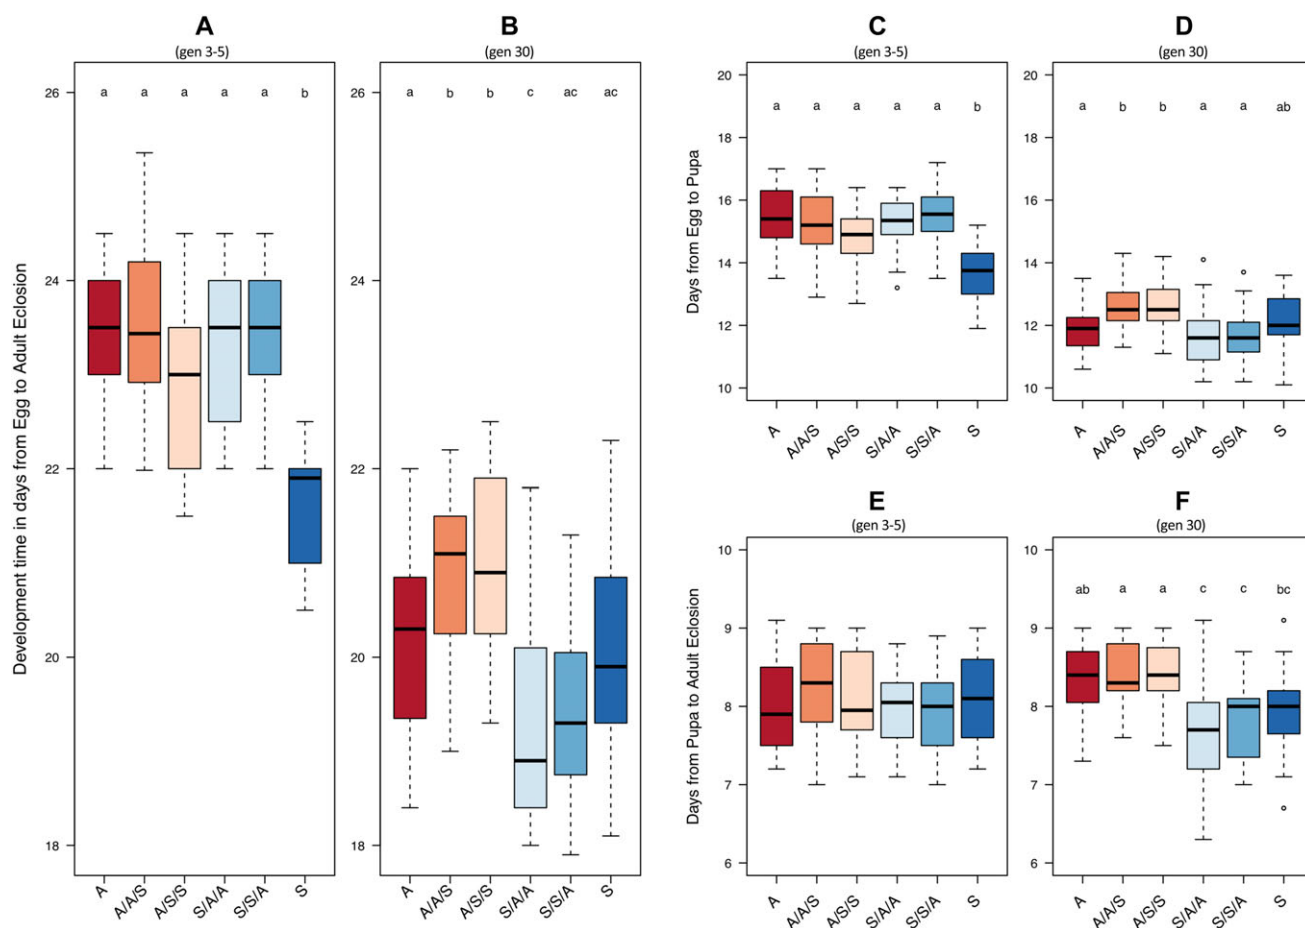 A
(gen 3-5)
B
(gen 30)
C
(gen 3-5)
D
(gen 30)
Development time in days from Egg to Adult Eclosion
26
24
22
20
18
a a a a a b
A A/A/S A/S/S S/A/A S/S/A S
26
24
22
20
18
a b b c ac ac
A A/A/S A/S/S S/A/A S/S/A S
Days from Egg to Pupa
20
18
16
14
12
10
a a a a a b
A A/A/S A/S/S S/A/A S/S/A S
20
18
16
14
12
10
a b b a a ab
A A/A/S A/S/S S/A/A S/S/A S
E
(gen 3-5)
F
(gen 30)
Days from Pupa to Adult Eclosion
10
9
8
7
6
A A/A/S A/S/S S/A/A S/S/A S
10
9
8
7
6
ab a a c c bc
A A/A/S A/S/S S/A/A S/S/A S